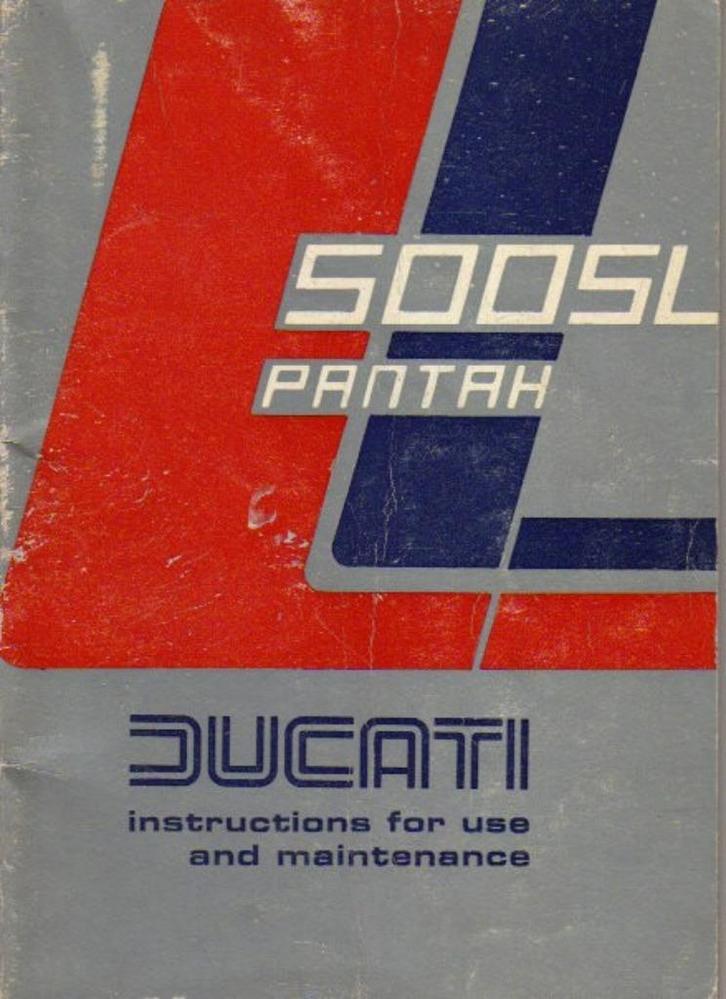 500SL
PANTAH
DUCATI
instructions for use
and maintenance